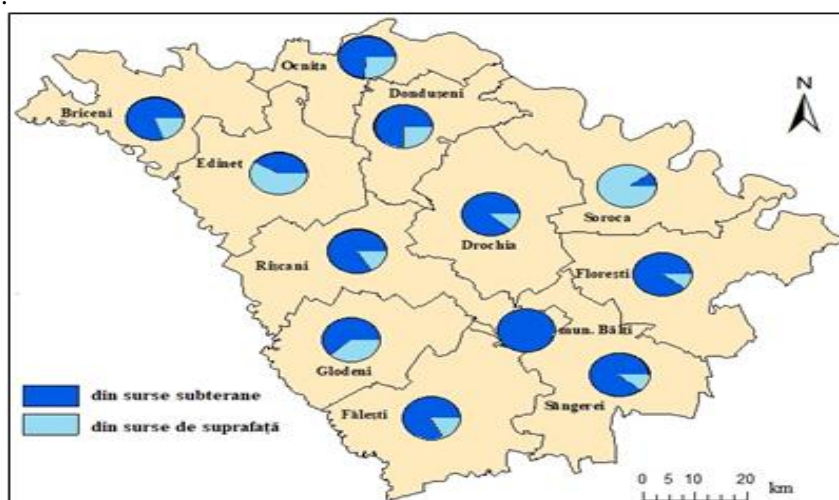 Ocnița
Dondușeni
Briceni
Edineț
Soroca
Drochia
Rîșcani
Florești
mun. Bălți
Glodeni
Sângerei
Fălești
din surse subterane
din surse de suprafață
N
0 5 10 20
km